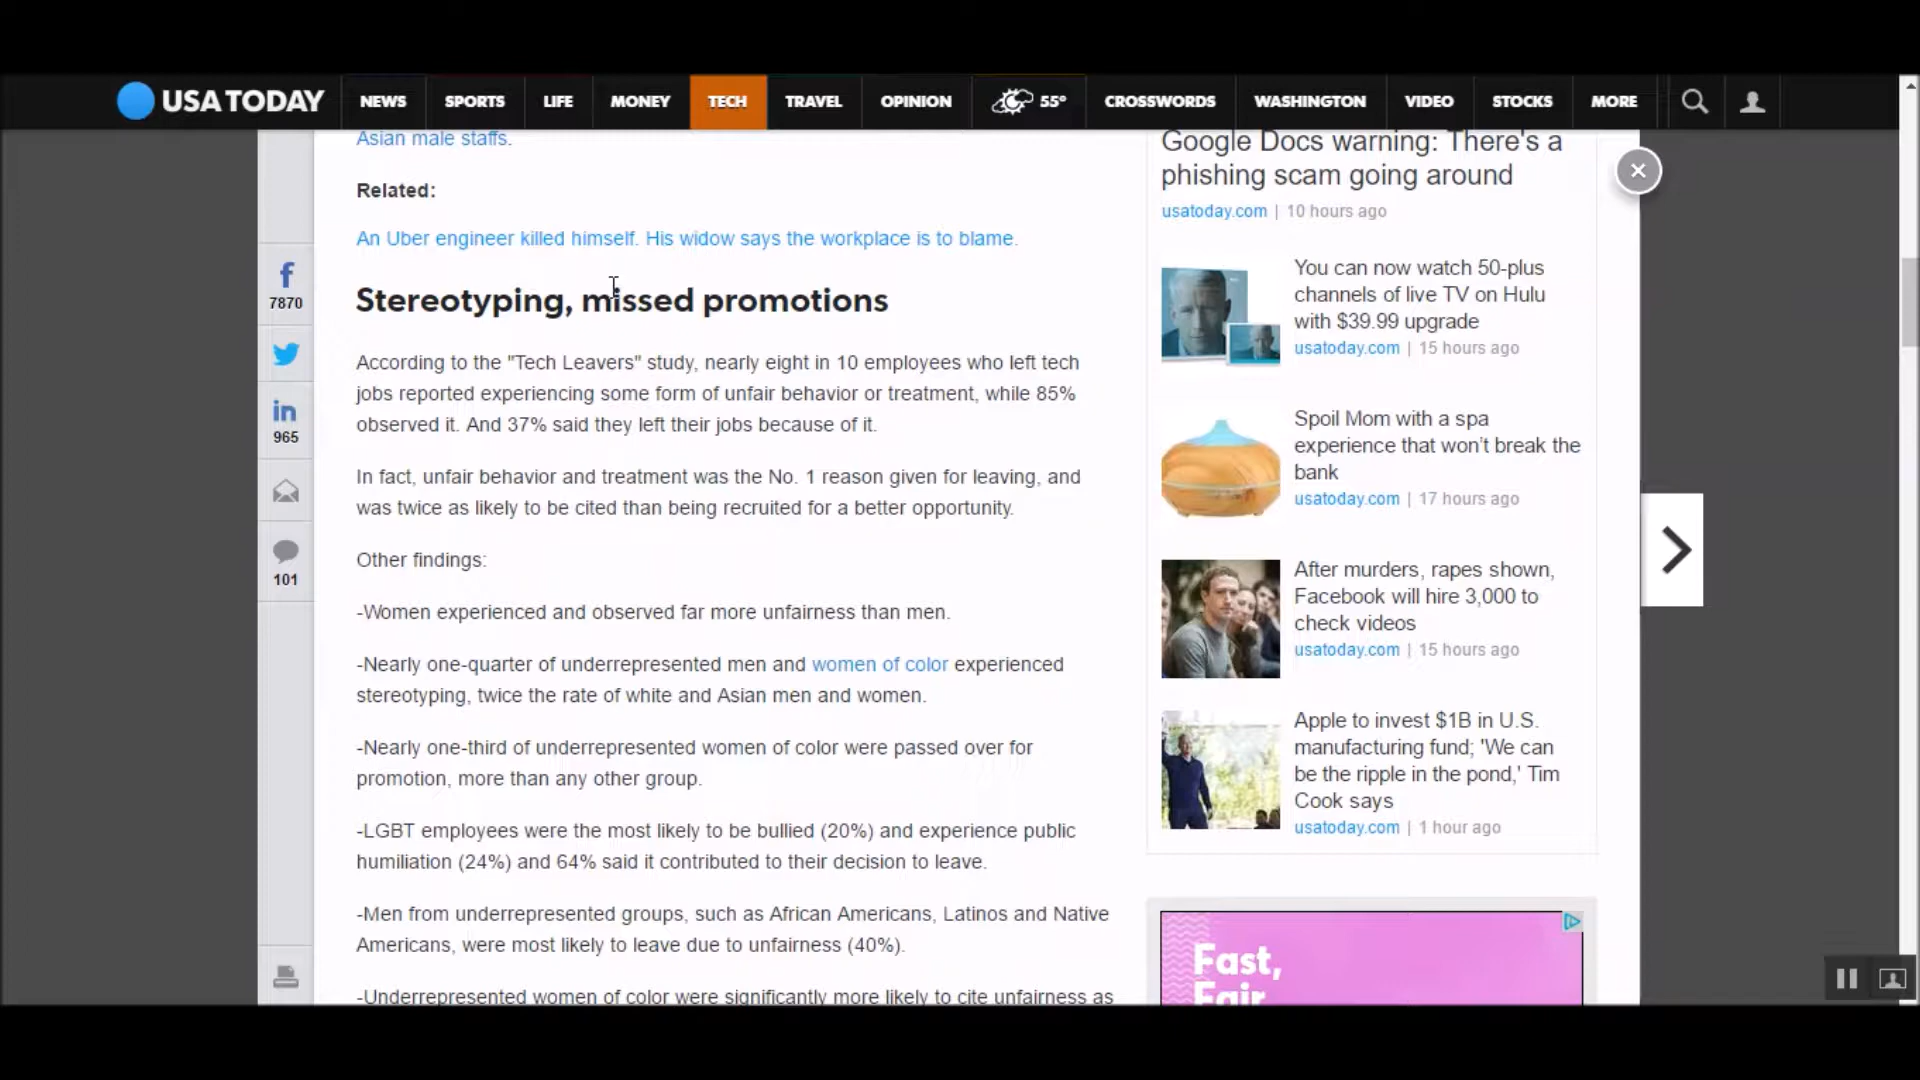 USA TODAY
NEWS
SPORTS
LIFE
MONEY
TECH
TRAVEL
OPINION
55°
CROSSWORDS
WASHINGTON
VIDEO
STOCKS
MORE
Asian male staffs.
Related:
An Uber engineer killed himself. His widow says the workplace is to blame.
Stereotyping, missed promotions
According to the "Tech Leavers" study, nearly eight in 10 employees who left tech
jobs reported experiencing some form of unfair behavior or treatment, while 85%
observed it. And 37% said they left their jobs because of it.
In fact, unfair behavior and treatment was the No. 1 reason given for leaving, and
was twice as likely to be cited than being recruited for a better opportunity.
Other findings:
-Women experienced and observed far more unfairness than men.
-Nearly one-quarter of underrepresented men and women of color experienced
stereotyping, twice the rate of white and Asian men and women.
-Nearly one-third of underrepresented women of color were passed over for
promotion, more than any other group.
-LGBT employees were the most likely to be bullied (20%) and experience public
humiliation (24%) and 64% said it contributed to their decision to leave.
-Men from underrepresented groups, such as African Americans, Latinos and Native
Americans, were most likely to leave due to unfairness (40%).
-Underrepresented women of color were significantly more likely to cite unfairness as
f
7870
in
965
101
Google Docs warning: There's a
phishing scam going around
usatoday.com | 10 hours ago
You can now watch 50-plus
channels of live TV on Hulu
with $39.99 upgrade
usatoday.com | 15 hours ago
Spoil Mom with a spa
experience that won't break the
bank
usatoday.com | 17 hours ago
After murders, rapes shown,
Facebook will hire 3,000 to
check videos
usatoday.com | 15 hours ago
Apple to invest $1B in U.S.
manufacturing fund; 'We can
be the ripple in the pond,' Tim
Cook says
usatoday.com | 1 hour ago
Fast,
Fair